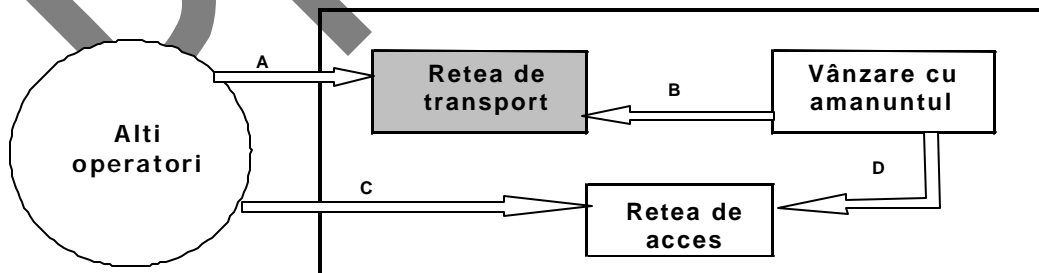 A
Retea de
transport
B
Vânzare cu
amanuntul
Alti
operatori
C
D
Retea de
acces